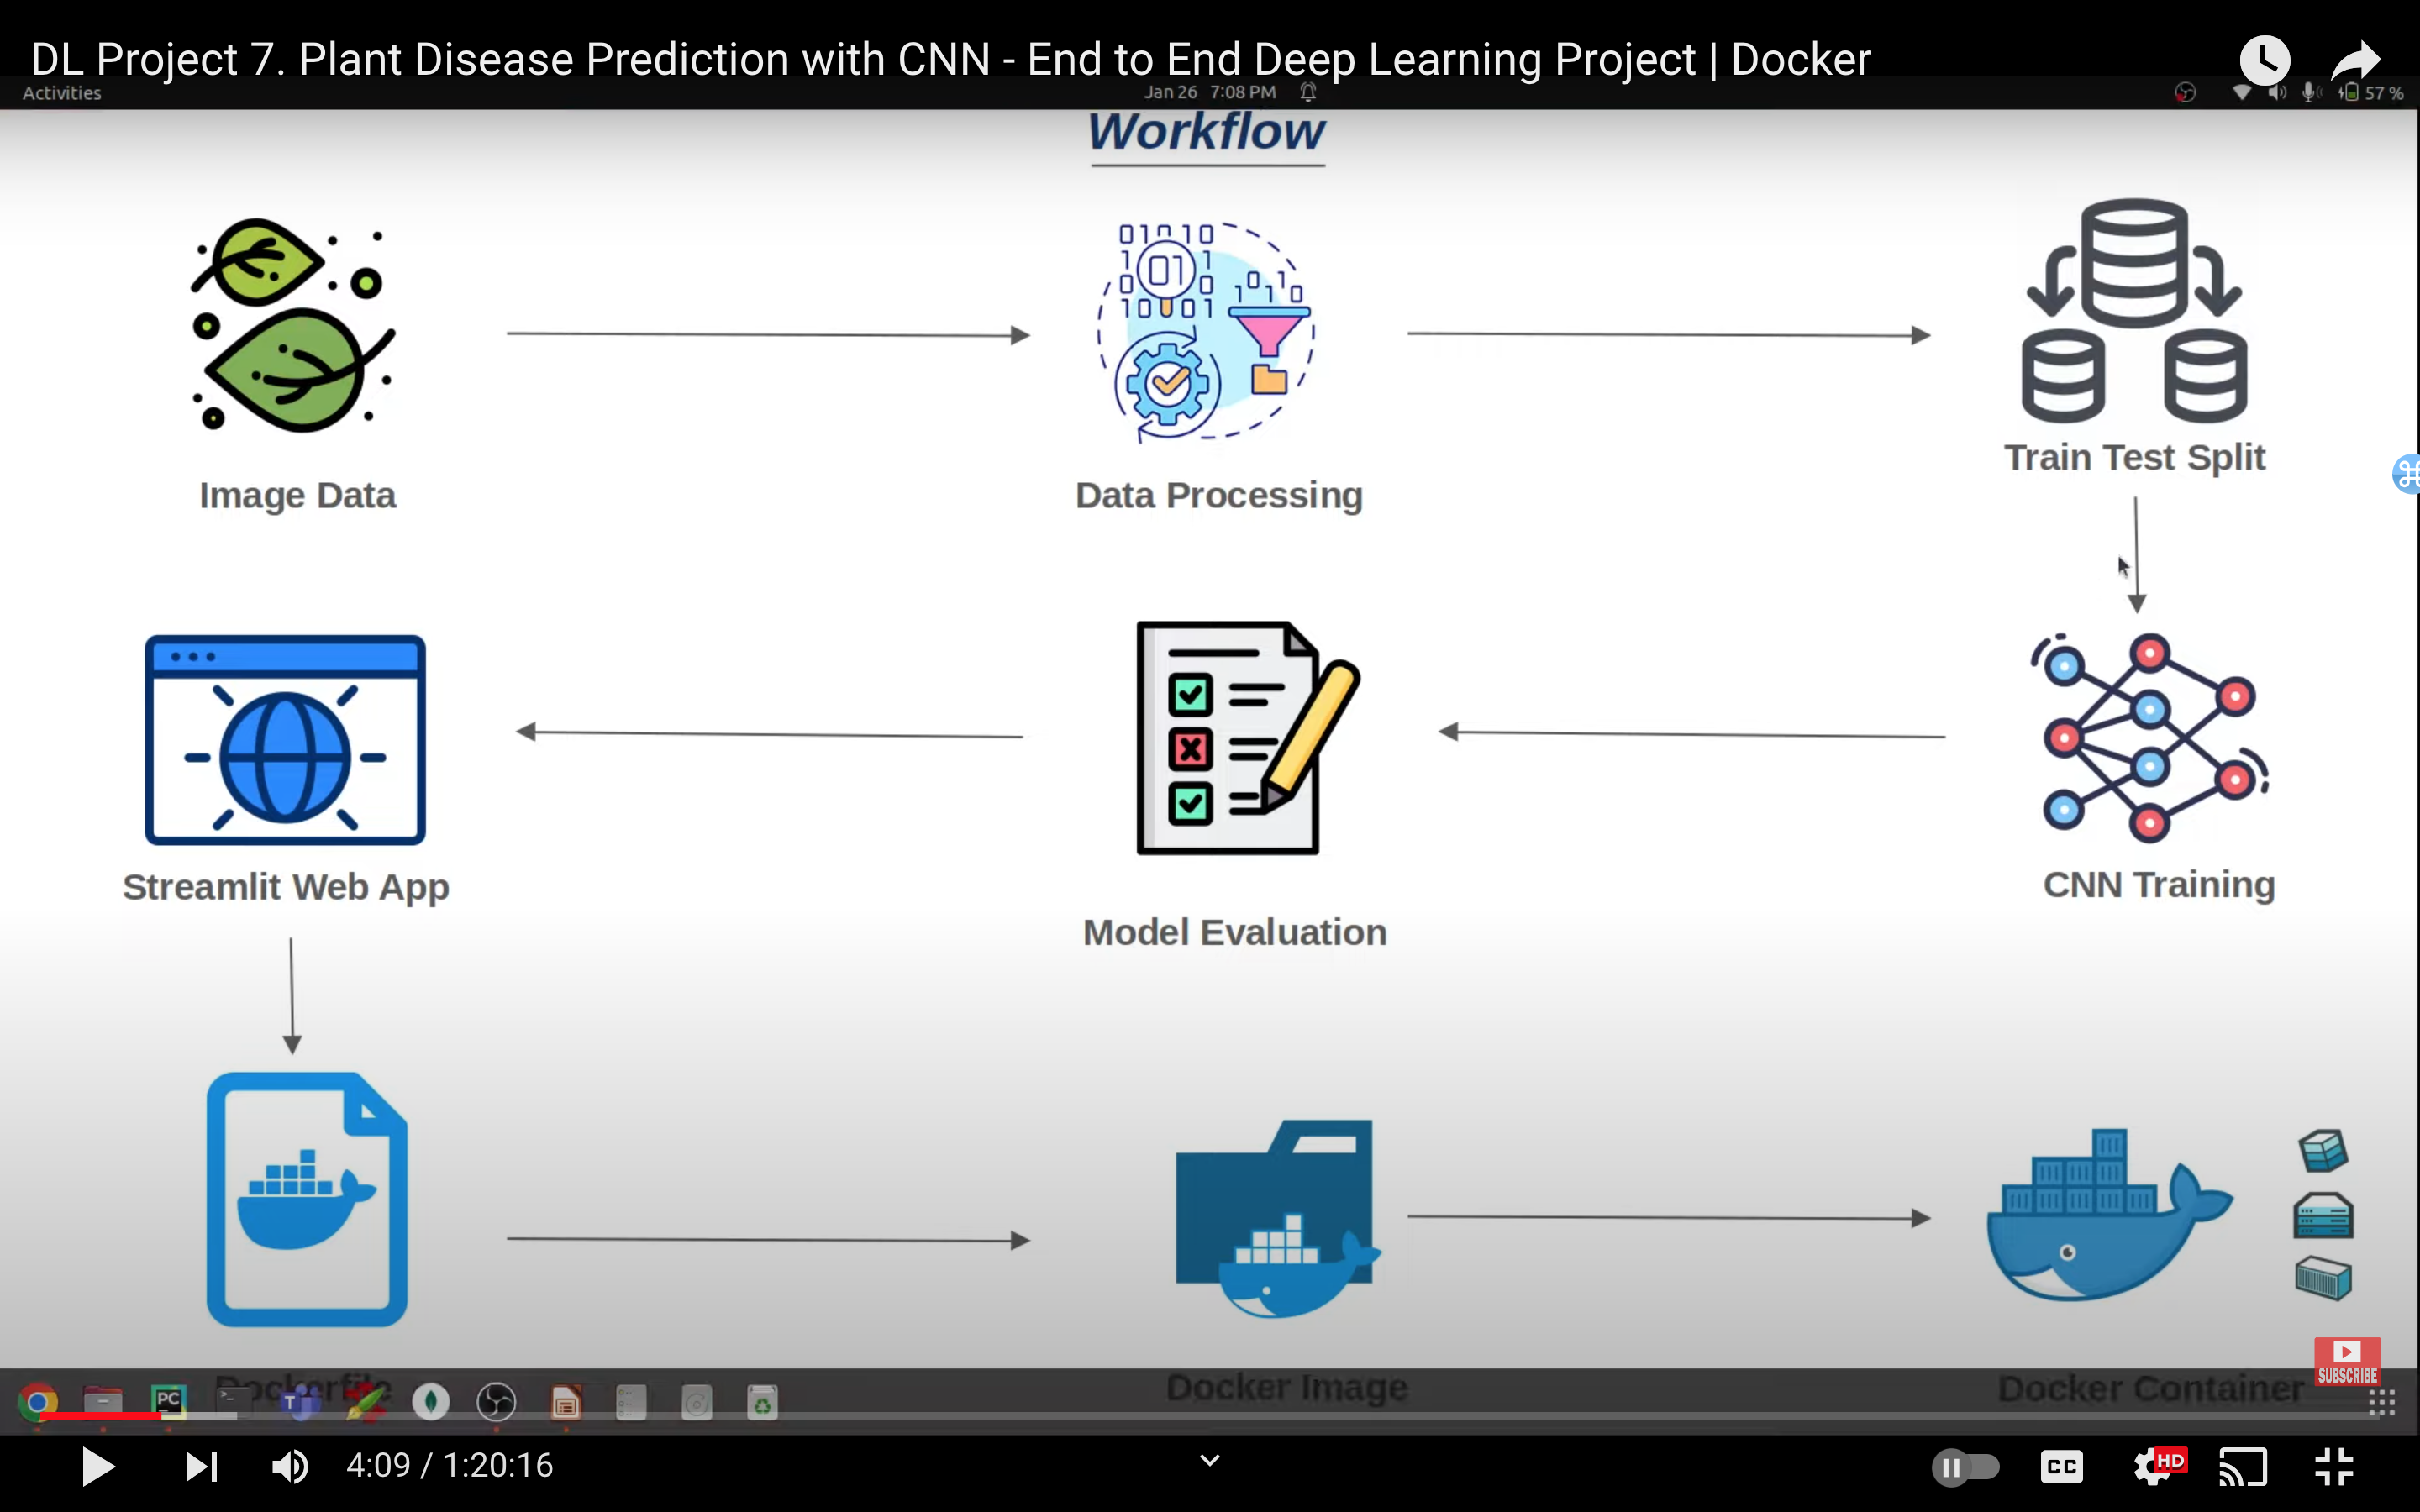 DL Project 7. Plant Disease Prediction with CNN - End to End Deep Learning Project | Docker
Activities
Jan 26 7:08 PM
57 %
Workflow
Image Data
Data Processing
Train Test Split
Streamlit Web App
Model Evaluation
CNN Training
Dockerfile
Docker Image
Docker Container
SUBSCRIBE
PC
T
4:09 / 1:20:16
CC
HD